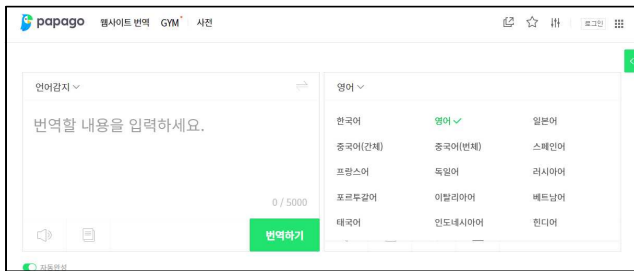 papago 웹사이트 번역 GYM 사전 로그인
언어감지
영어
번역할 내용을 입력하세요.
한국어 영어 일본어
중국어(간체) 중국어(번체) 스페인어
프랑스어 독일어 러시아어
0 / 5000
포르투갈어 이탈리아어 베트남어
번역하기
태국어 인도네시아어 힌디어
자동완성